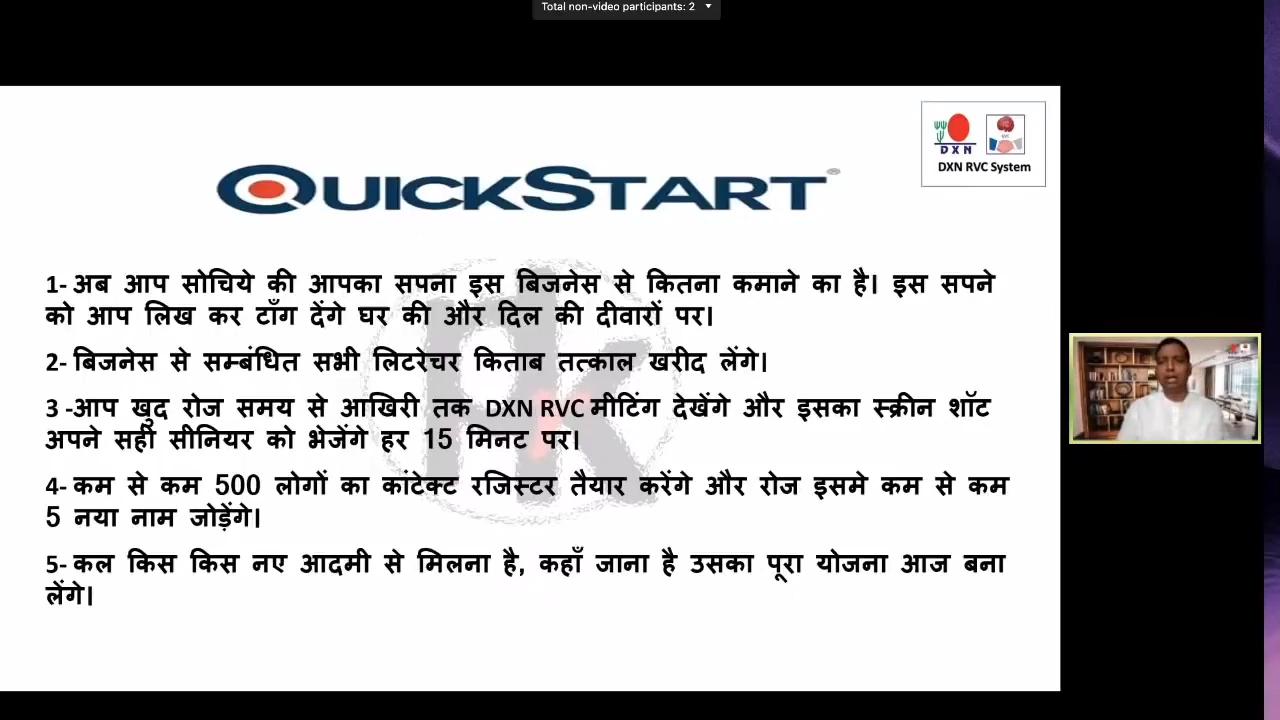 Total non-video participants: 2
DXN
DXN RVC System
QUICKSTART
1- अब आप सोचिये की आपका सपना इस बिजनेस से कितना कमाने का है। इस सपने
को आप लिख कर टाँग देंगे घर की और दिल की दीवारों पर।
2- बिजनेस से सम्बंधित सभी लिटरेचर किताब तत्काल खरीद लेंगे।
3 -आप खुद रोज समय से आखिरी तक DXN RVC मीटिंग देखेंगे और इसका स्क्रीन शॉट
अपने सही सीनियर को भेजेंगे हर 15 मिनट पर।
4- कम से कम 500 लोगों का कांटेक्ट रजिस्टर तैयार करेंगे और रोज इसमे कम से कम
5 नया नाम जोड़ेंगे।
5- कल किस किस नए आदमी से मिलना है, कहाँ जाना है उसका पूरा योजना आज बना
लेंगे।